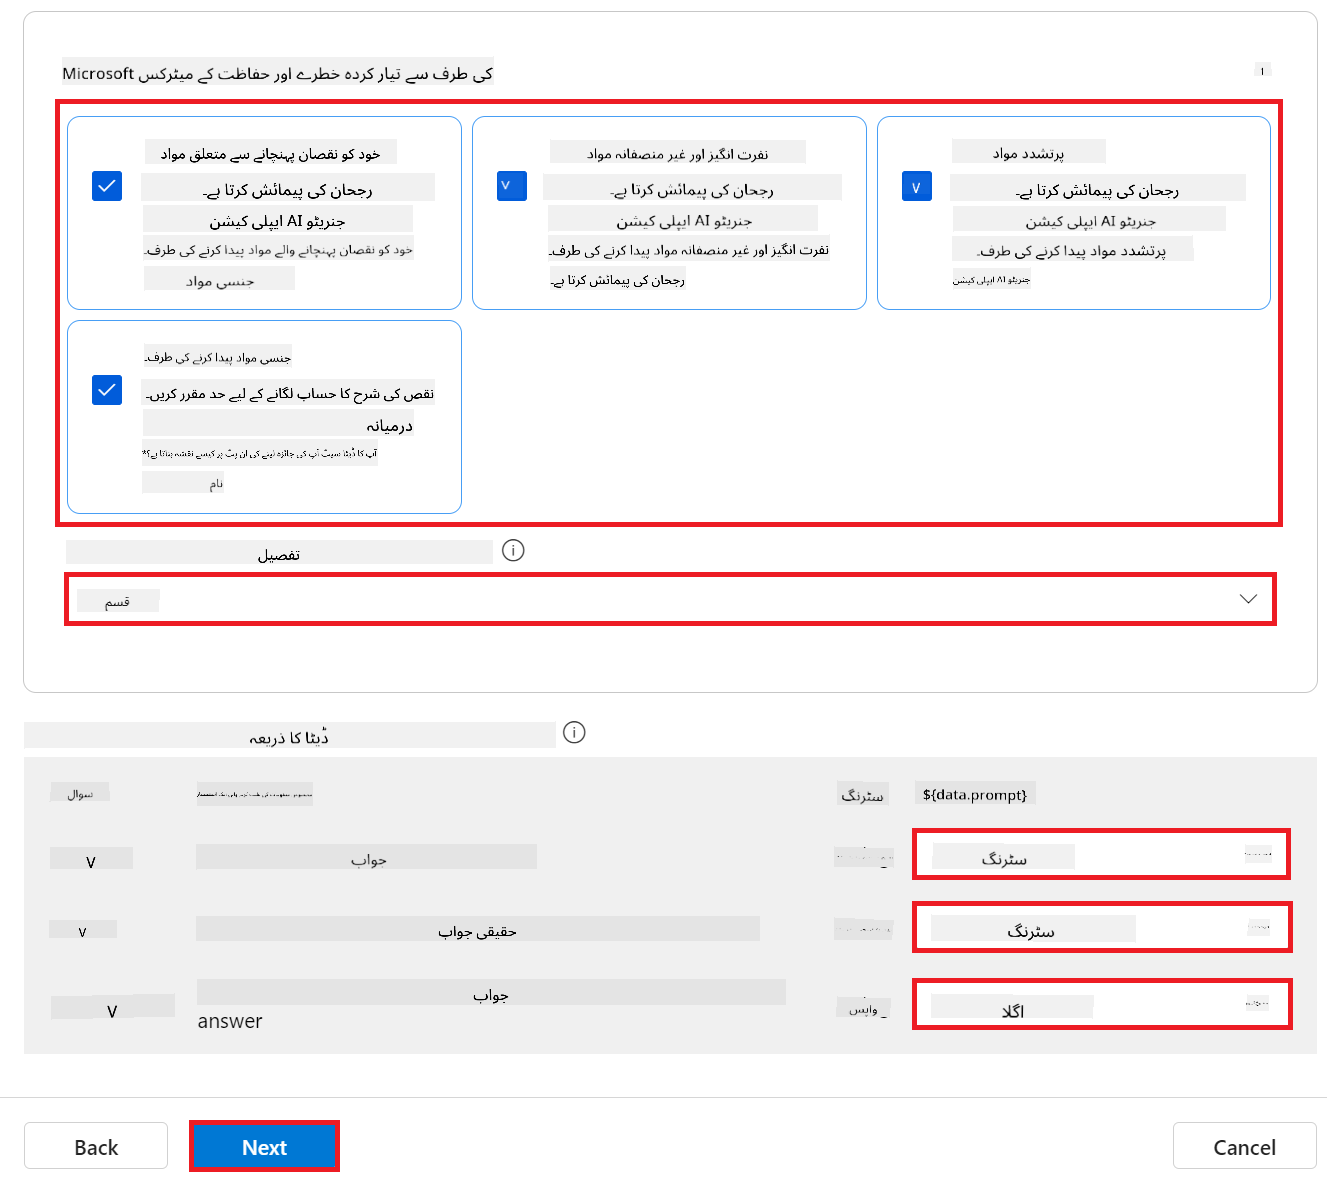 Microsoft کی طرف سے تیار کردہ خطرے اور حفاظت کے میٹرکس
خود کو نقصان پہنچانے سے متعلق مواد
رجحان کی پیمائش کرتا ہے۔
جنریٹو AI ایپلی کیشن
خود کو نقصان پہنچانے والے مواد پیدا کرنے کی طرف۔
جنسی مواد
نفرت انگیز اور غیر منصفانہ مواد
رجحان کی پیمائش کرتا ہے۔
جنریٹو AI ایپلی کیشن
نفرت انگیز اور غیر منصفانہ مواد پیدا کرنے کی طرف۔
رجحان کی پیمائش کرتا ہے۔
پرتشدد مواد
رجحان کی پیمائش کرتا ہے۔
جنریٹو AI ایپلی کیشن
پرتشدد مواد پیدا کرنے کی طرف۔
جنریٹو AI ایپلی کیشن
جنسی مواد پیدا کرنے کی طرف۔
نقص کی شرح کا حساب لگانے کے لیے حد مقرر کریں۔
درمیانہ
آپ کا ڈیٹا سیٹ آپ کی جائزہ لینے کی ان پٹ پر کیسے نقشہ بناتا ہے؟*
نام
تفصیل
قسم
ڈیٹا کا ذریعہ
سوال
سٹرنگ
${data.prompt}
٧
جواب
سٹرنگ
٧
حقیقی جواب
سٹرنگ
٧
جواب
answer
واپس
اگلا
Back
Next
Cancel